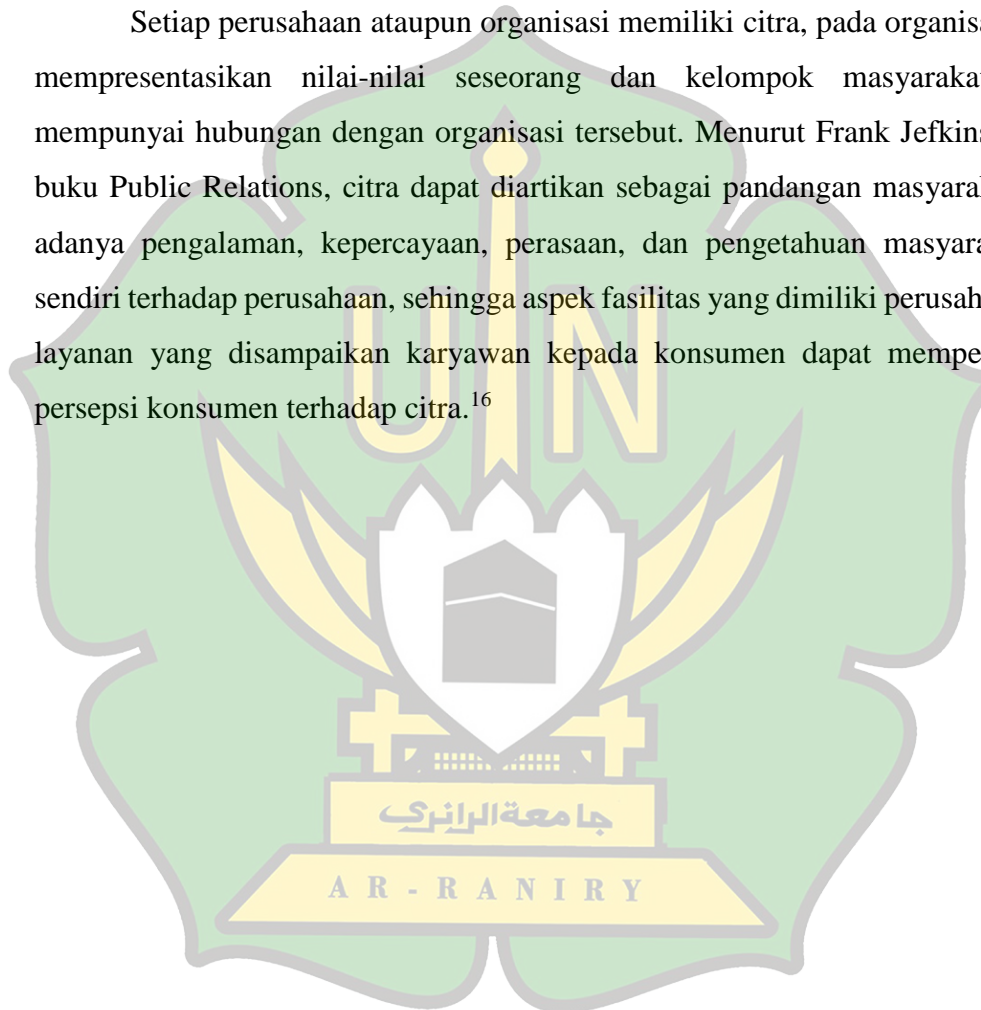 Setiap perusahaan ataupun organisasi memiliki citra, pada organisa
mempresentasikan nilai-nilai seseorang dan kelompok masyaraka
mempunyai hubungan dengan organisasi tersebut. Menurut Frank Jefkins
buku Public Relations, citra dapat diartikan sebagai pandangan masyaral
adanya pengalaman, kepercayaan, perasaan, dan pengetahuan masyara
sendiri terhadap perusahaan, sehingga aspek fasilitas yang dimiliki perusah
layanan yang disampaikan karyawan kepada konsumen dapat mempe
persepsi konsumen terhadap citra.16
UIN
جامعة الرانري
AR-RANIRY